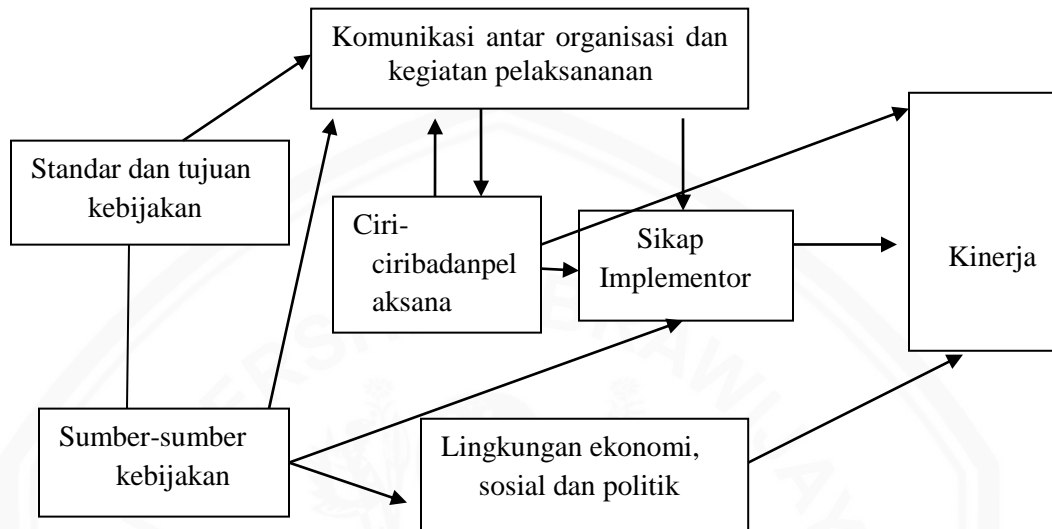 Komunikasi antar organisasi dan
kegiatan pelaksananan
Standar dan tujuan
kebijakan
Ciri-
ciribadanpel
aksana
Sikap
Implementor
Kinerja
Sumber-sumber
kebijakan
Lingkungan ekonomi,
sosial dan politik